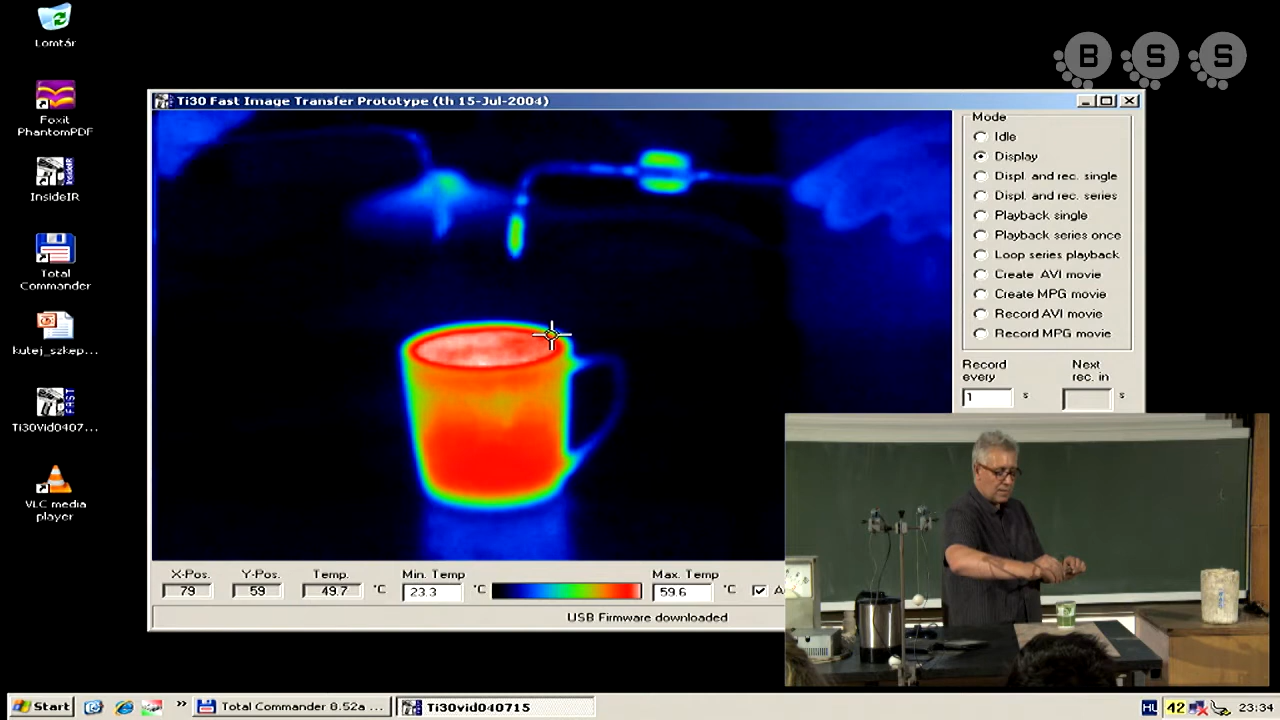 B S S
Lomtár
Foxit
PhantomPDF
InsideIR
Total
Commander
kutej_szkep...
Ti30Vid0407...
VLC media
player
Ti30 Fast Image Transfer Prototype (th 15-Jul-2004)
Mode
Idle
Display
Displ. and rec. single
Displ. and rec. series
Playback single
Playback series once
Loop series playback
Create AVI movie
Create MPG movie
Record AVI movie
Record MPG movie
Record
every
Next
rec. in
1 s s
X-Pos. Y-Pos. Temp. Min. Temp Max. Temp
79 59 49.7 °C 23.3 °C 59.6 °C A
USB Firmware downloaded
Start » Total Commander 8.52a ... Ti30vid040715 HU 42 23:34